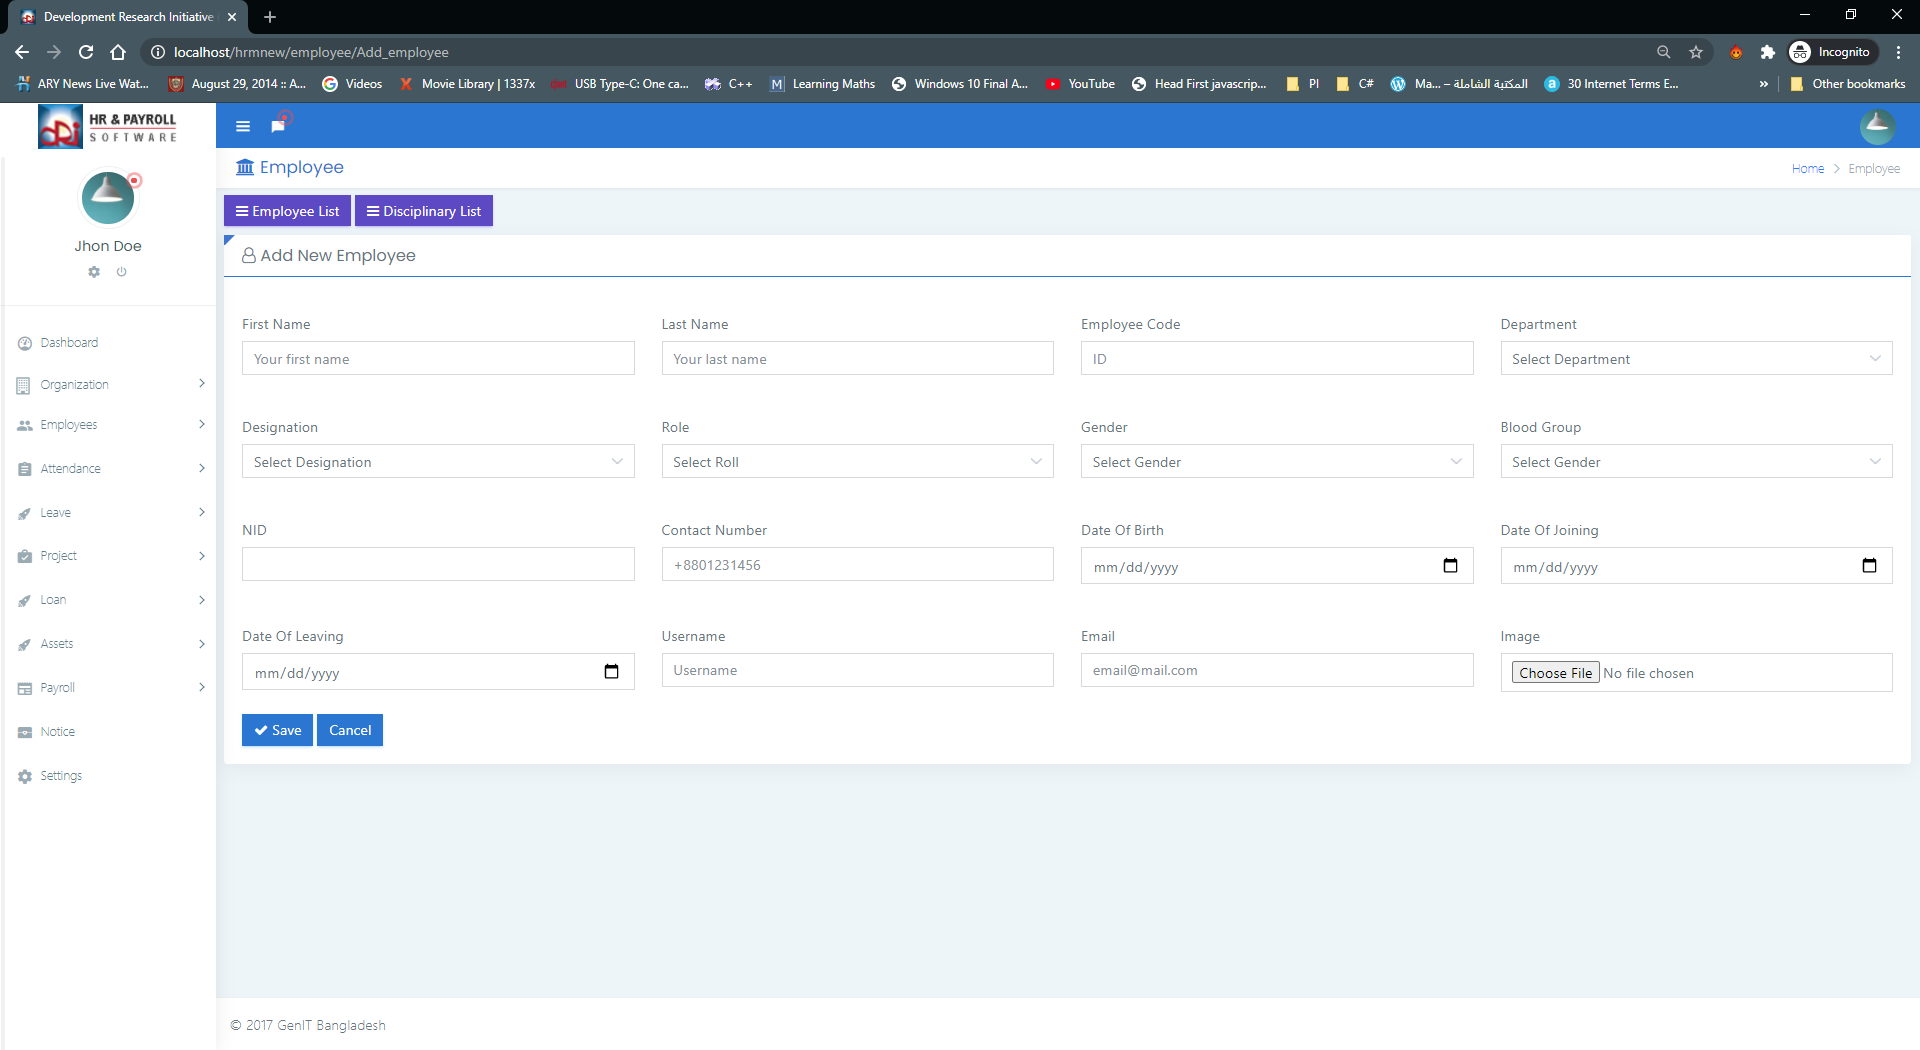 Development Research Initiative
localhost/hrmnew/employee/Add_employee
Incognito
ARY News Live Wat...
August 29, 2014 :: A...
Videos
Movie Library | 1337x
USB Type-C: One ca...
C++
Learning Maths
Windows 10 Final A...
YouTube
Head First javascrip...
PI
C#
Ma... – المكتبة الشاملة
30 Internet Terms E...
»
Other bookmarks
HR & PAYROLL
SOFTWARE
Employee
Home > Employee
Employee List
Disciplinary List
Jhon Doe
Dashboard
Organization
Employees
Attendance
Leave
Project
Loan
Assets
Payroll
Notice
Settings
Add New Employee
First Name
Last Name
Employee Code
Department
Your first name
Your last name
ID
Select Department
Designation
Role
Gender
Blood Group
Select Designation
Select Roll
Select Gender
Select Gender
NID
Contact Number
Date Of Birth
Date Of Joining
+8801231456
mm/dd/yyyy
mm/dd/yyyy
Date Of Leaving
Username
Email
Image
mm/dd/yyyy
Username
email@mail.com
Choose File No file chosen
Save
Cancel
© 2017 GenIT Bangladesh